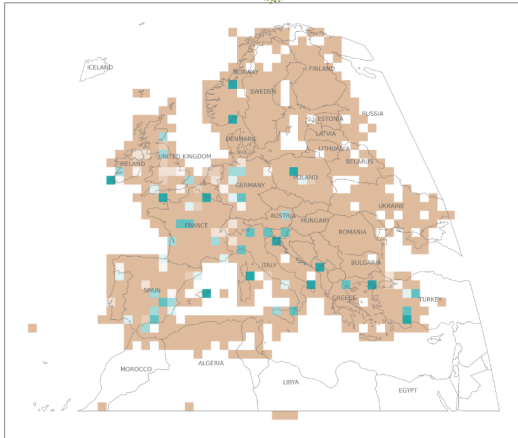 ICELAND
NORWAY
FINLAND
SWEDEN
RUSSIA
ESTONIA
LATVIA
DENMARK
LITHUANIA
UNITED KINGDOM
IRELAND
BELARUS
POLAND
GERMANY
UKRAINE
AUSTRIA
HUNGARY
FRANCE
ROMANIA
ITALY
BULGARIA
SPAIN
GREECE
TURKEY
ALGERIA
MOROCCO
LIBYA
EGYPT